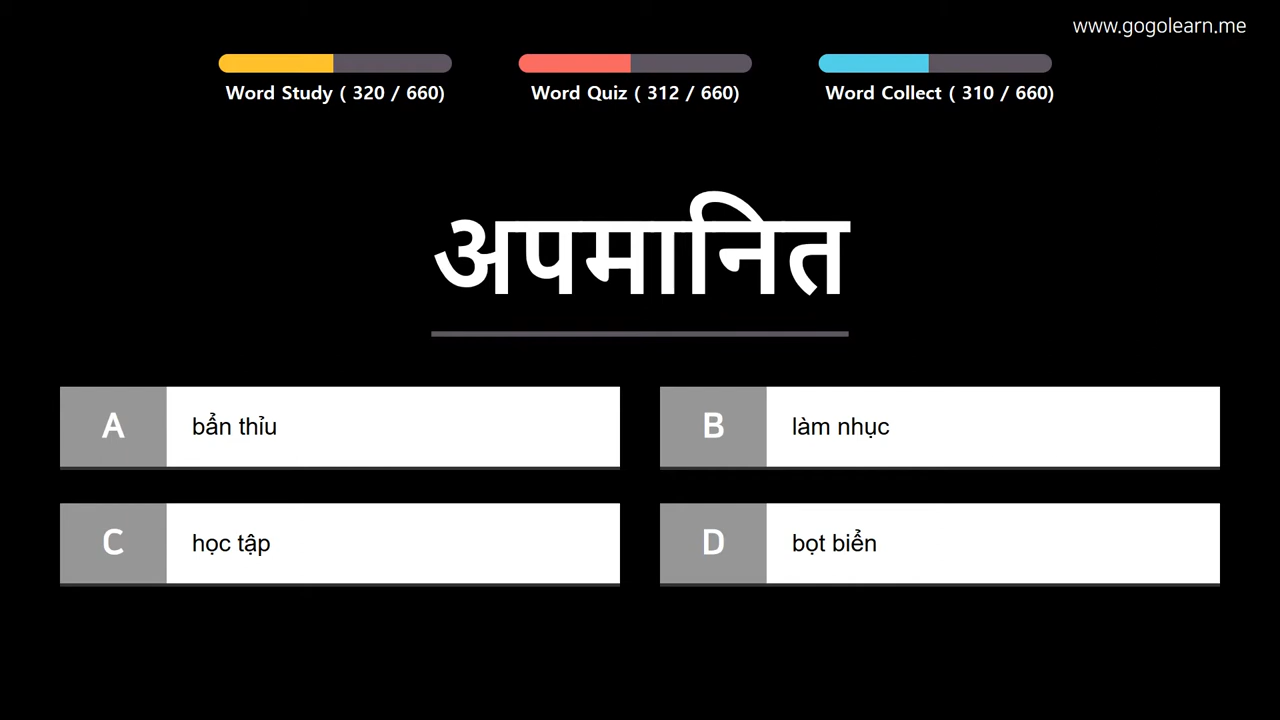 www.gogolearn.me
Word Study ( 320 / 660)
Word Quiz ( 312 / 660)
Word Collect ( 310 / 660)
अपमानित
A bẩn thỉu
B làm nhục
C học tập
D bọt biển